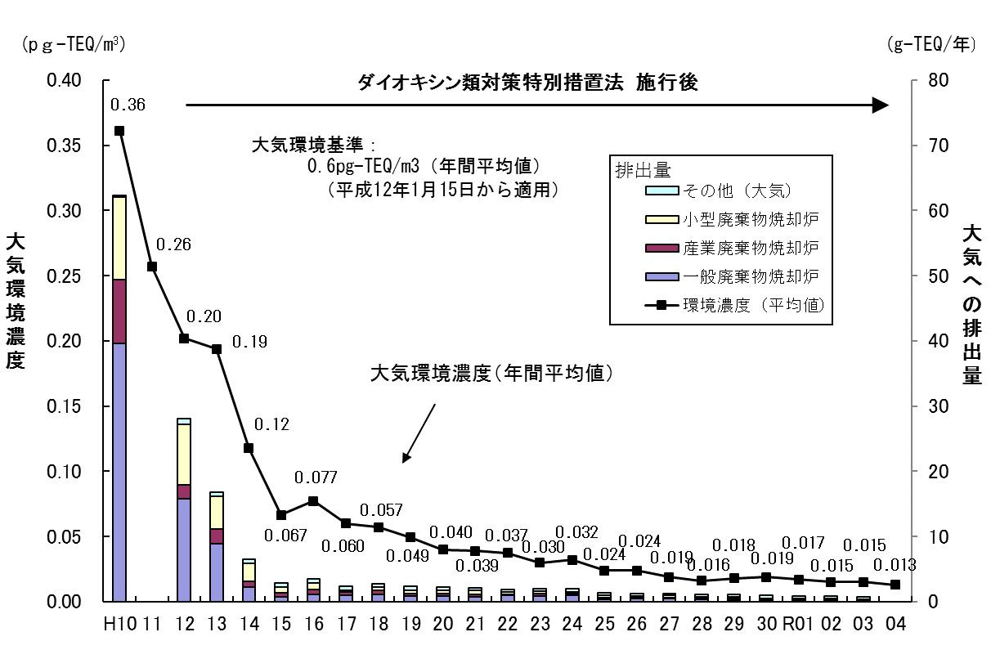 (pｇ-TEQ/m³)
(g-TEQ/年)
ダイオキシン類対策特別措置法 施行後
大気環境基準：
0.6pg-TEQ/m3（年間平均値）
（平成12年1月15日から適用）
排出量
その他（大気）
小型廃棄物焼却炉
産業廃棄物焼却炉
一般廃棄物焼却炉
環境濃度（平均値）
大気環境濃度(年間平均値)
大気環境濃度
0.40
0.35
0.30
0.25
0.20
0.15
0.10
0.05
0.00
大気への排出量
80
70
60
50
40
30
20
10
0
0.36
0.26
0.20
0.19
0.12
0.067
0.077
0.060
0.057
0.049
0.040
0.039
0.037
0.030
0.032
0.024
0.024
0.019
0.016
0.018
0.019
0.017
0.015
0.015
0.013
H10 11 12 13 14 15 16 17 18 19 20 21 22 23 24 25 26 27 28 29 30 R01 02 03 04